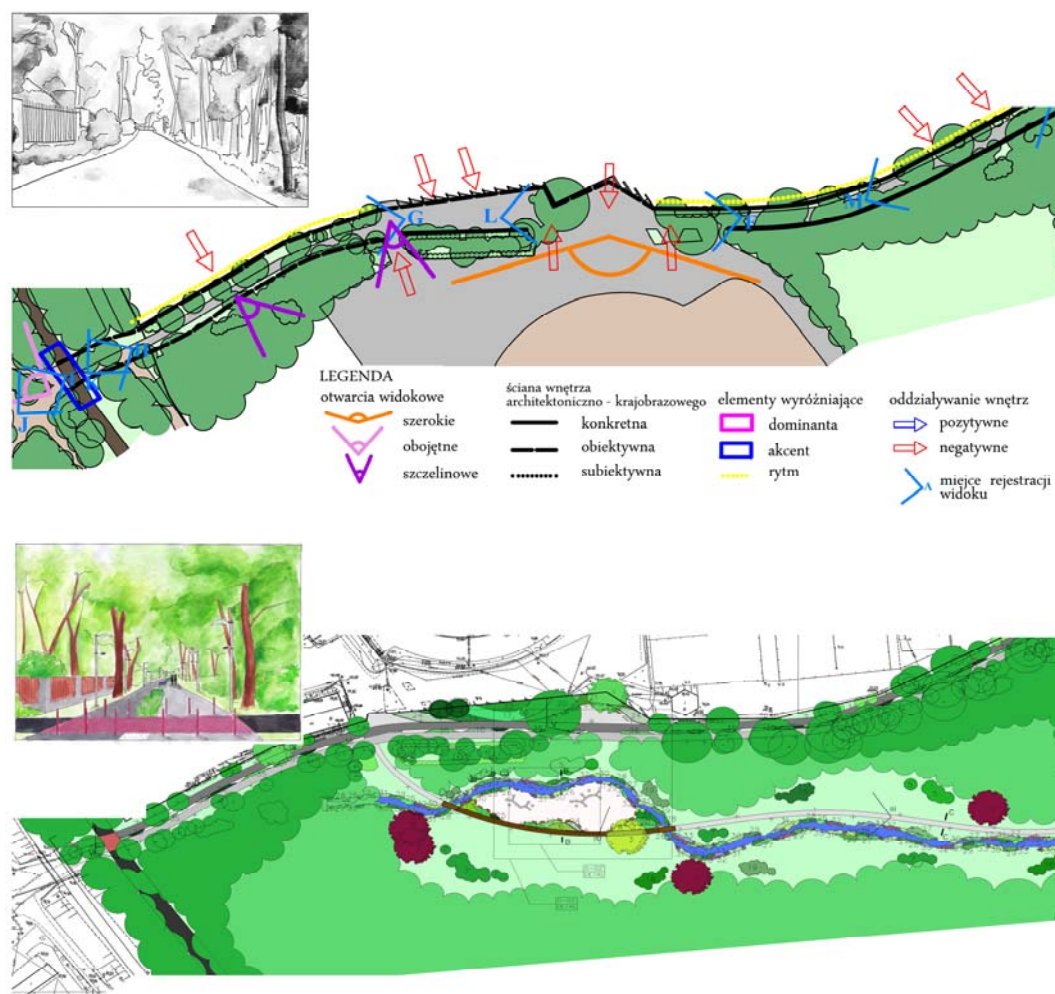 G
L
M
J
LEGENDA
otwarcia widokowe
szerokie
obojętne
szczelinowe
ściana wnętrza
architektoniczno - krajobrazowego
konkretna
obiektywna
subiektywna
elementy wyróżniające
dominanta
akcent
rytm
oddziaływanie wnętrz
pozytywne
negatywne
A miejce rejestracji
widoku